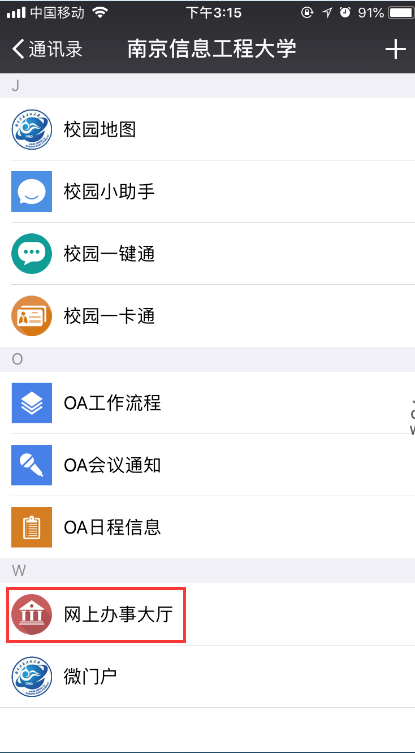 中国移动 下午3:15 91%
通讯录 南京信息工程大学
J
校园地图
校园小助手
校园一键通
校园一卡通
O
OA工作流程
OA会议通知
OA日程信息
W
网上办事大厅
微门户